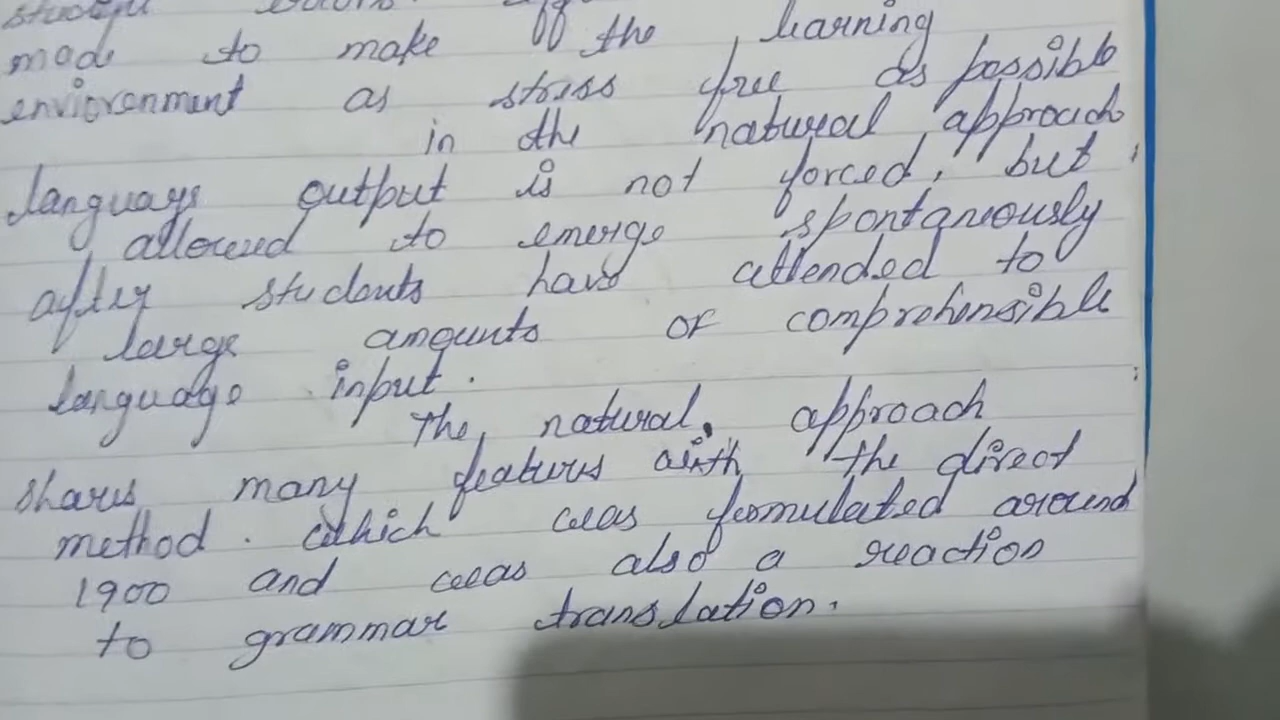 made to make the learning
enviornment as stress free as possible
in the natural approach
language output is not forced, but
allowed to emerge spontaneously
after students have attended to
large amounts of comprehensible
language input.
The natural approach
shares many features with the direct
method. Which was formulated around
1900 and was also a reaction
to grammar translation.